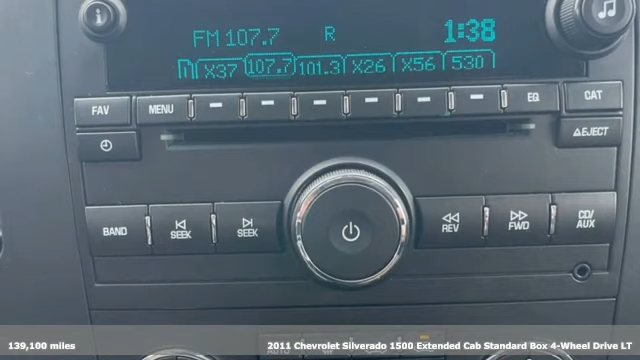 FM 107.7 R 1:38
X37 107.7 101.3 X26 X56 530
FAV MENU EQ CAT
EJECT
BAND SEEK SEEK REV FWD CD/AUX
AUTO
139,100 miles 2011 Chevrolet Silverado 1500 Extended Cab Standard Box 4-Wheel Drive LT